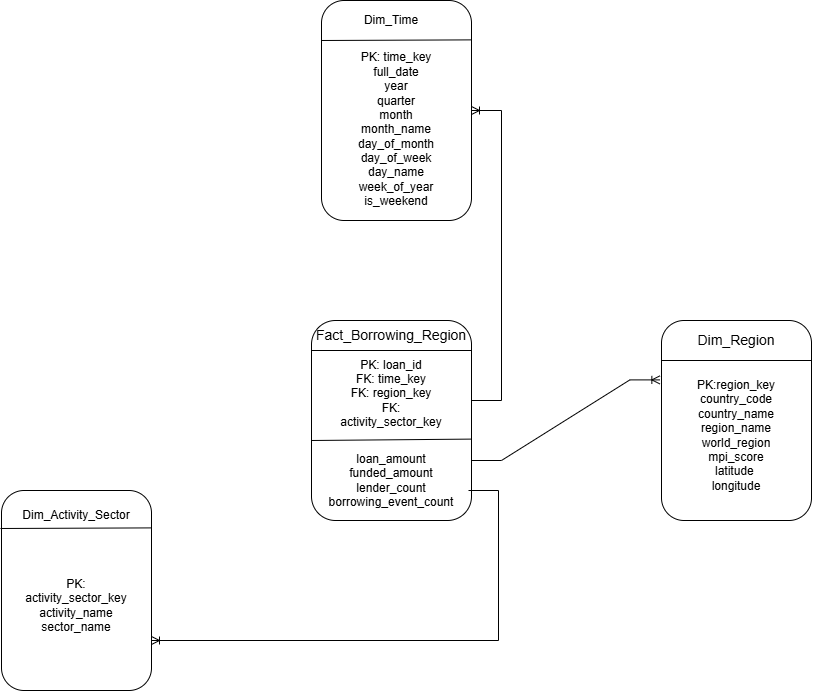 Dim_Time
PK: time_key
full_date
year
quarter
month
month_name
day_of_month
day_of_week
day_name
week_of_year
is_weekend
Fact_Borrowing_Region
PK: loan_id
FK: time_key
FK: region_key
FK:
activity_sector_key
loan_amount
funded_amount
lender_count
borrowing_event_count
Dim_Region
PK:region_key
country_code
country_name
region_name
world_region
mpi_score
latitude
longitude
Dim_Activity_Sector
PK:
activity_sector_key
activity_name
sector_name